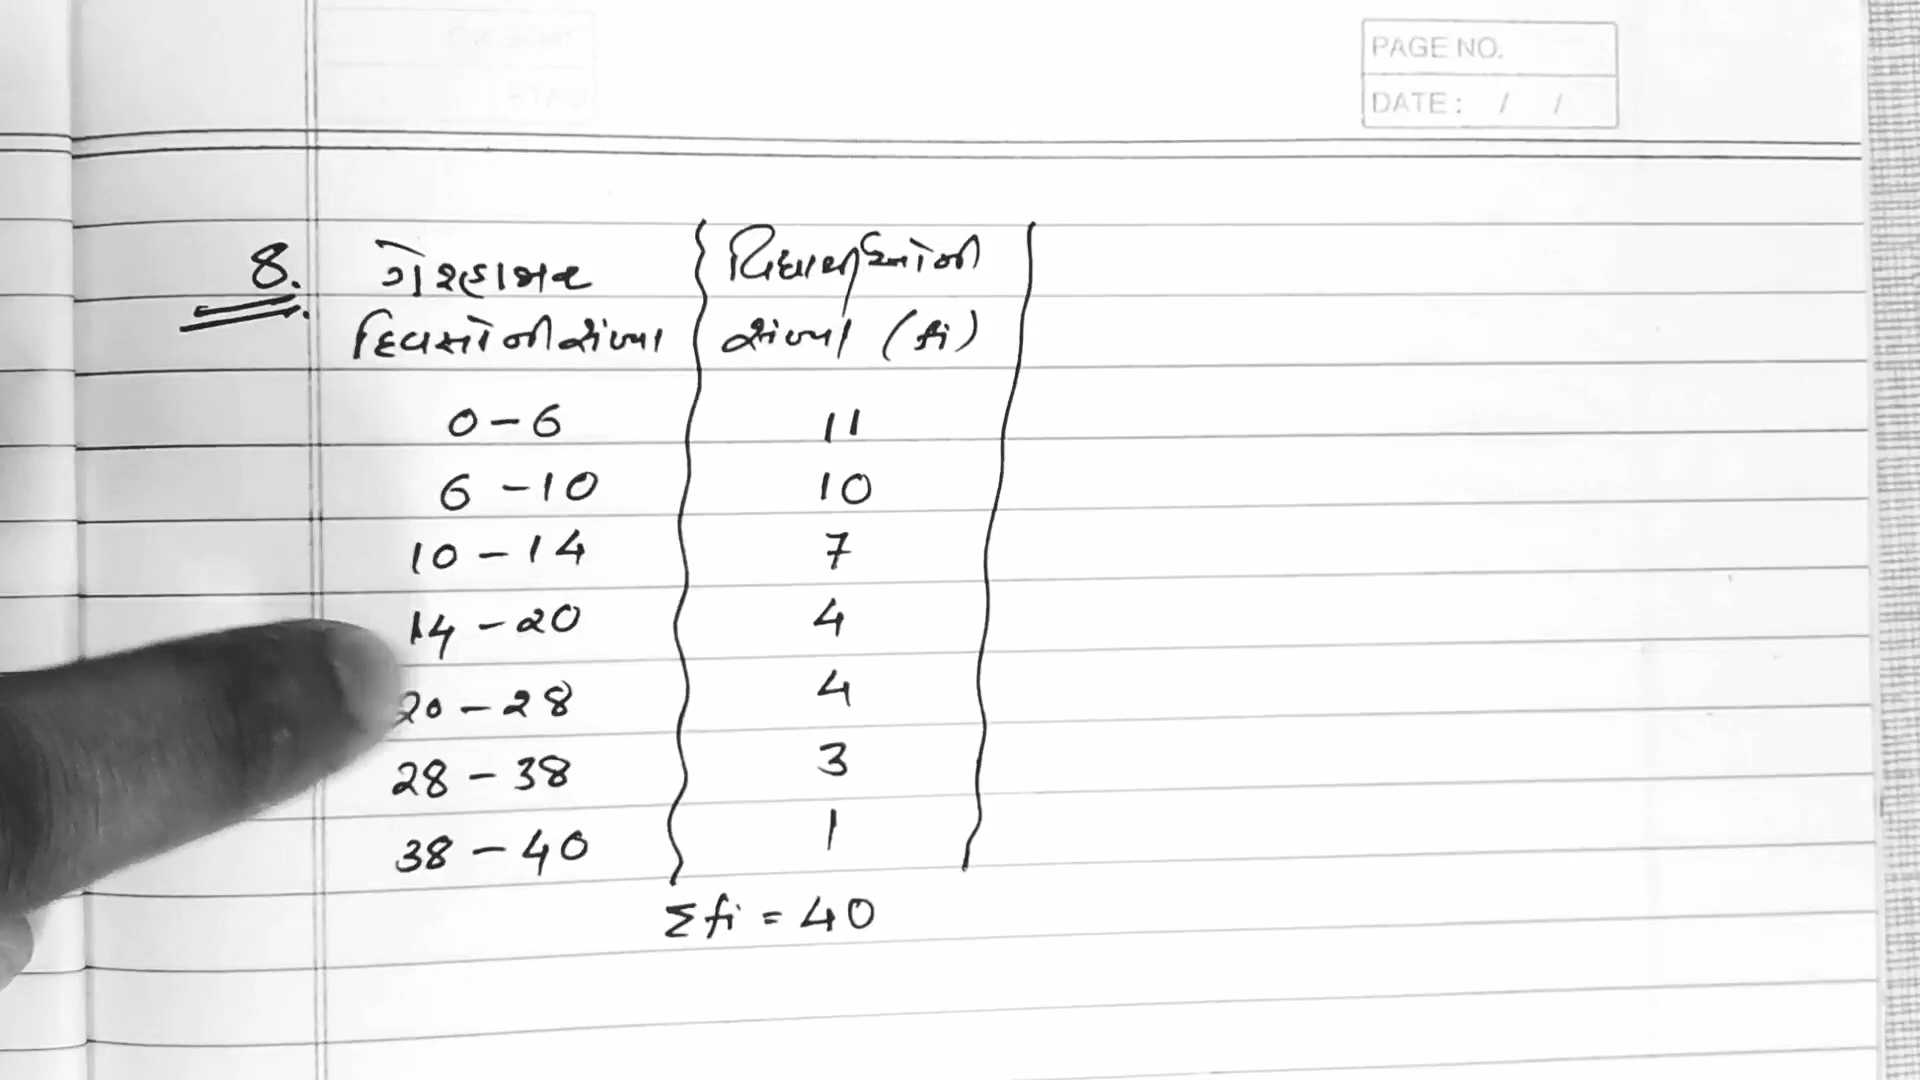 PAGE NO.
DATE : / /
8. ગેરહાજર વિદ્યાર્થીઓની
દિવસોની સંખ્યા સંખ્યા (fi)
0 - 6 11
6 - 10 10
10 - 14 7
14 - 20 4
20 - 28 4
28 - 38 3
38 - 40 1
Σfi = 40